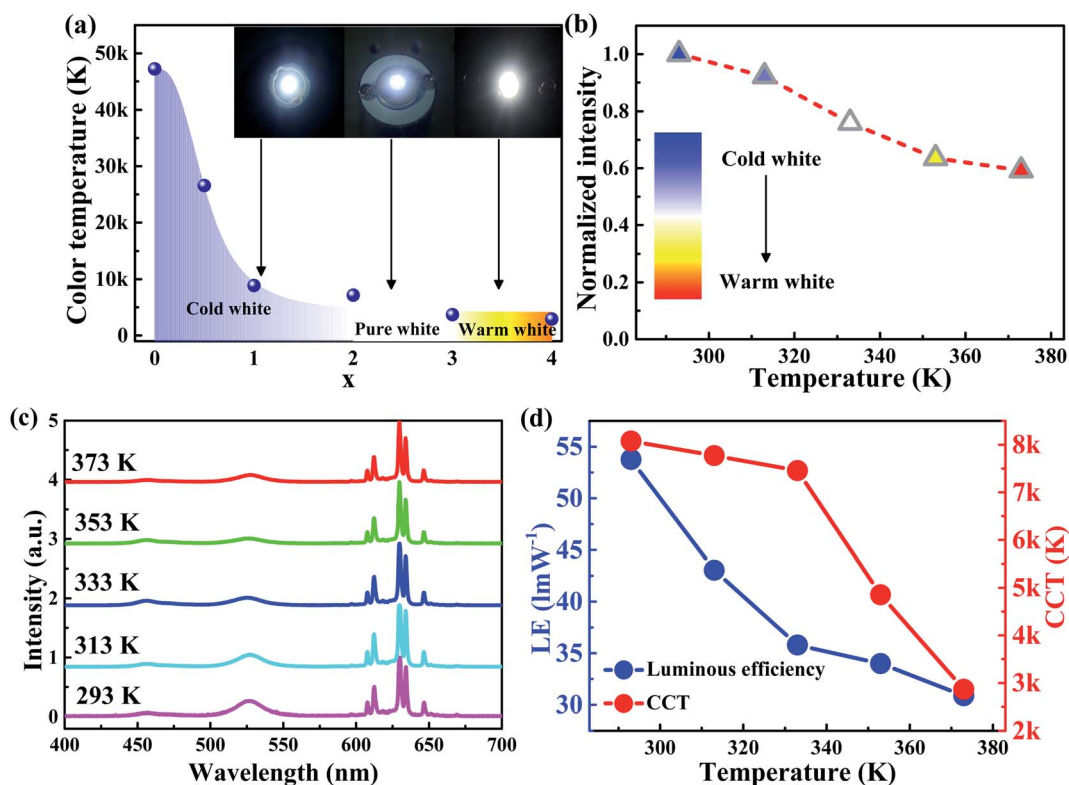 (a)
Color temperature (K)
50k
40k
30k
20k
10k
0
Cold white
Pure white
Warm white
0 1 2 3 4
x
(b)
Normalized intensity
1.0
0.8
0.6
0.4
0.2
0.0
Cold white
Warm white
300 320 340 360 380
Temperature (K)
(c)
Intensity (a.u.)
5
4
3
2
1
0
373 K
353 K
333 K
313 K
293 K
400 450 500 550 600 650 700
Wavelength (nm)
(d)
LE (lmW⁻¹)
55
50
45
40
35
30
Luminous efficiency
CCT
8k
7k
6k
5k
4k
3k
2k
CCT (K)
300 320 340 360 380
Temperature (K)